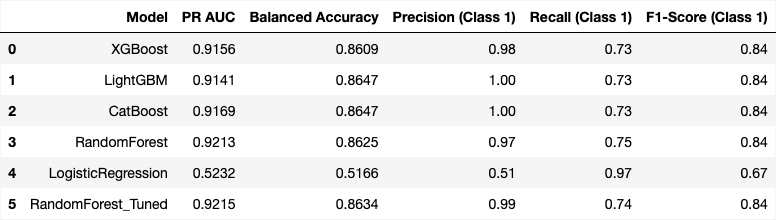 Model PR AUC Balanced Accuracy Precision (Class 1) Recall (Class 1) F1-Score (Class 1)
0 XGBoost 0.9156 0.8609 0.98 0.73 0.84
1 LightGBM 0.9141 0.8647 1.00 0.73 0.84
2 CatBoost 0.9169 0.8647 1.00 0.73 0.84
3 RandomForest 0.9213 0.8625 0.97 0.75 0.84
4 LogisticRegression 0.5232 0.5166 0.51 0.97 0.67
5 RandomForest_Tuned 0.9215 0.8634 0.99 0.74 0.84